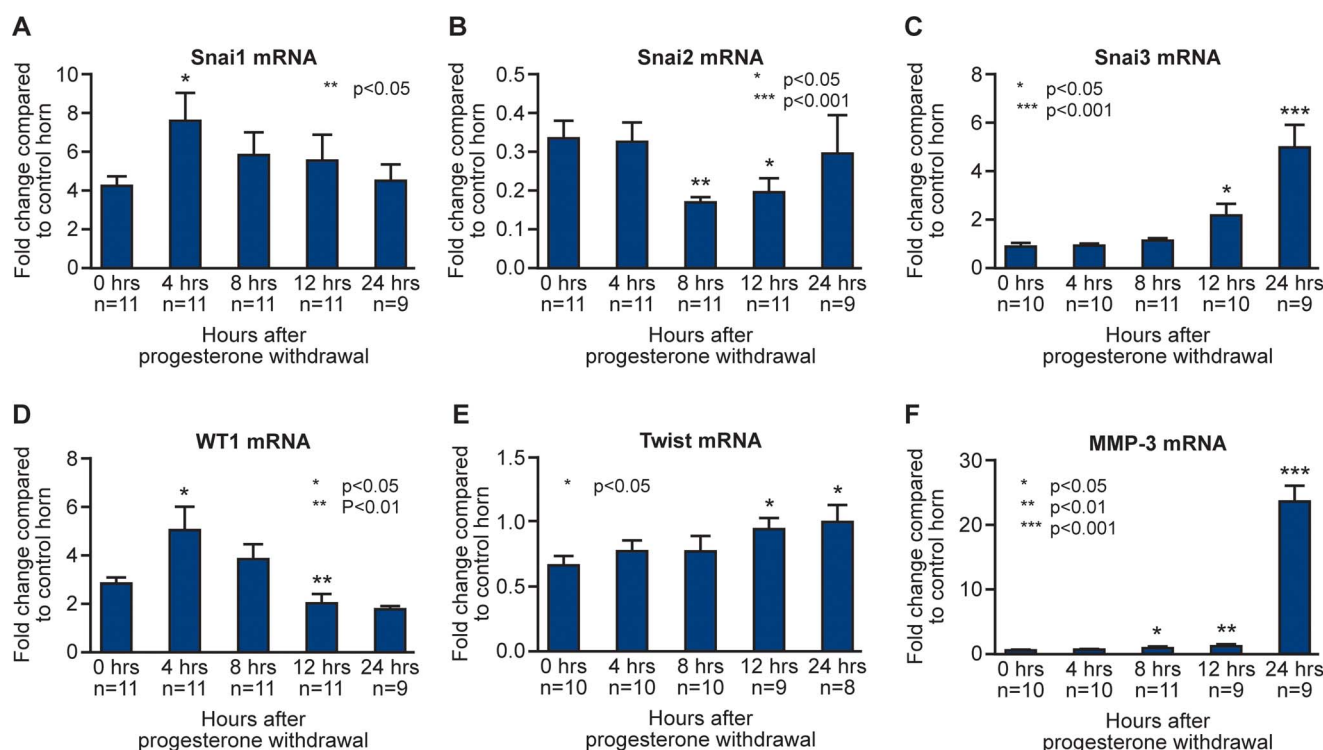 A
Snai1 mRNA
Fold change compared
to control horn
10
8
6
4
2
0
*
** p<0.05
0 hrs 4 hrs 8 hrs 12 hrs 24 hrs
n=11 n=11 n=11 n=11 n=9
Hours after
progesterone withdrawal
B
Snai2 mRNA
Fold change compared
to control horn
0.5
0.4
0.3
0.2
0.1
0.0
* p<0.05
*** p<0.001
** *
0 hrs 4 hrs 8 hrs 12 hrs 24 hrs
n=11 n=11 n=11 n=11 n=9
Hours after
progesterone withdrawal
C
Snai3 mRNA
Fold change compared
to control horn
8
6
4
2
0
* p<0.05
*** p<0.001
* ***
0 hrs 4 hrs 8 hrs 12 hrs 24 hrs
n=10 n=10 n=11 n=10 n=9
Hours after
progesterone withdrawal
D
WT1 mRNA
Fold change compared
to control horn
8
6
4
2
0
* p<0.05
** P<0.01
* **
0 hrs 4 hrs 8 hrs 12 hrs 24 hrs
n=11 n=11 n=11 n=11 n=9
Hours after
progesterone withdrawal
E
Twist mRNA
Fold change compared
to control horn
1.5
1.0
0.5
0.0
* p<0.05
* *
0 hrs 4 hrs 8 hrs 12 hrs 24 hrs
n=10 n=10 n=10 n=9 n=8
Hours after
progesterone withdrawal
F
MMP-3 mRNA
Fold change compared
to control horn
30
20
10
0
* p<0.05
** p<0.01
*** p<0.001
* ** ***
0 hrs 4 hrs 8 hrs 12 hrs 24 hrs
n=10 n=10 n=11 n=9 n=9
Hours after
progesterone withdrawal